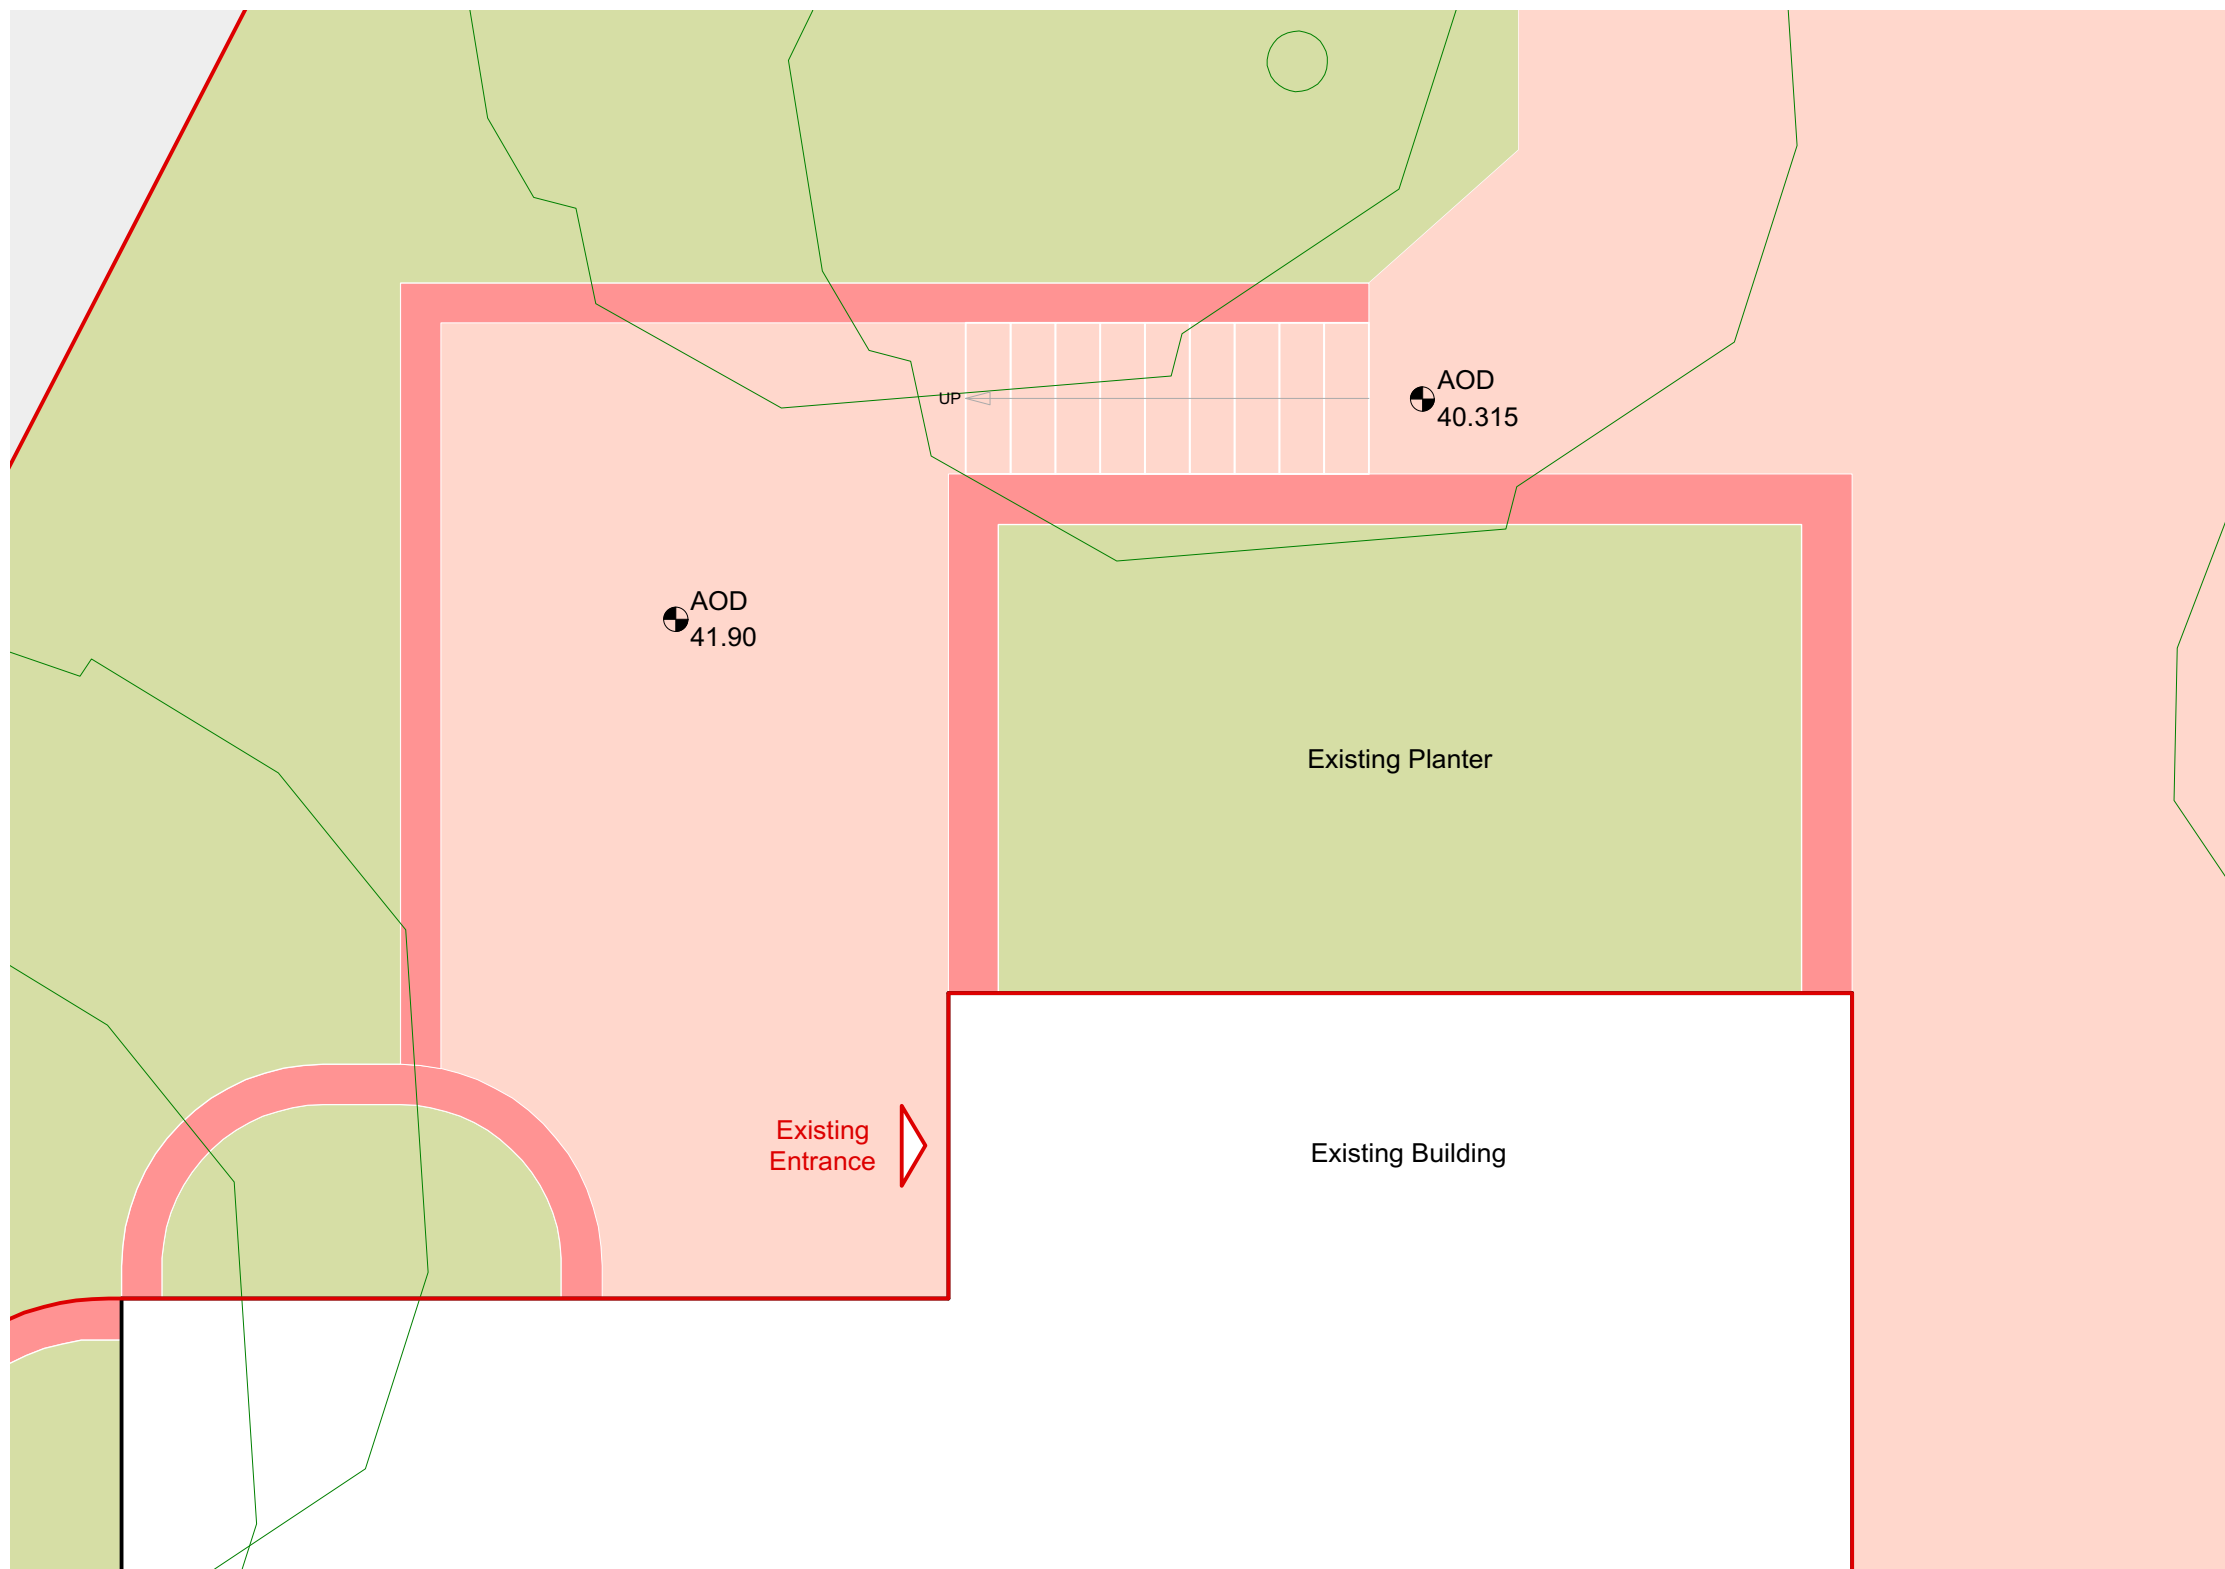 UP
AOD
40.315
AOD
41.90
Existing Planter
Existing
Entrance
Existing Building